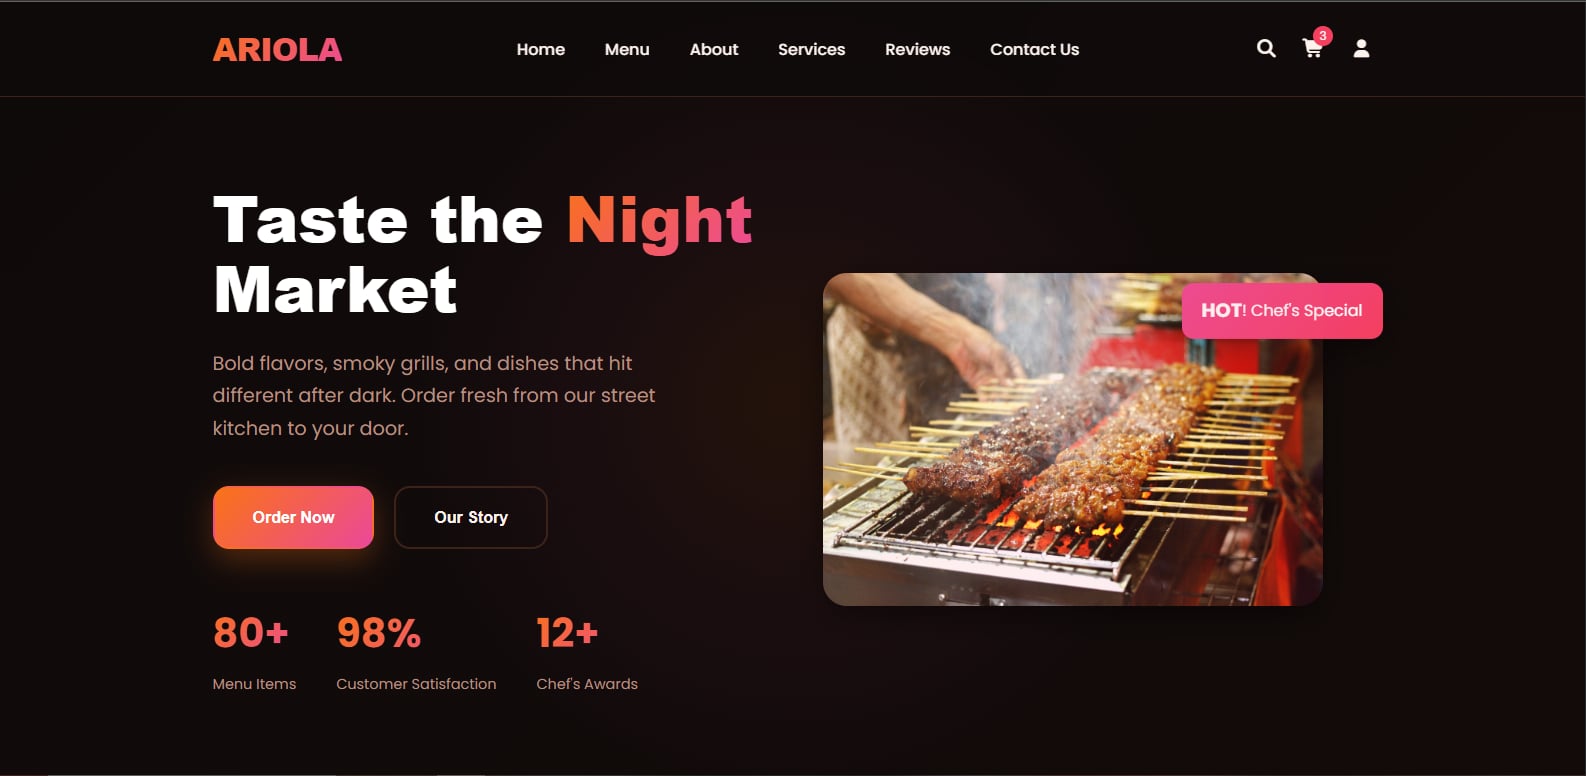 ARIOLA
Home
Menu
About
Services
Reviews
Contact Us
3
Taste the Night
Market
Bold flavors, smoky grills, and dishes that hit
different after dark. Order fresh from our street
kitchen to your door.
Order Now
Our Story
80+
Menu Items
98%
Customer Satisfaction
12+
Chef's Awards
HOT! Chef's Special